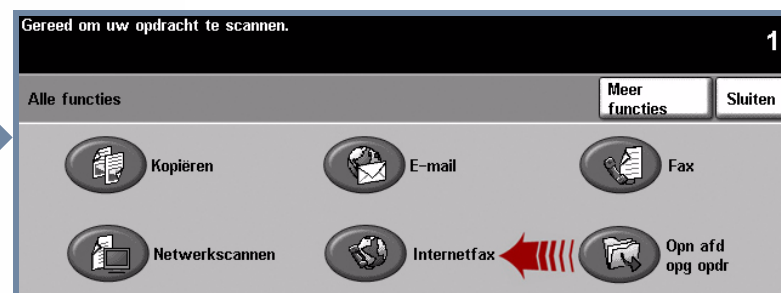 Gereed om uw opdracht te scannen.
1
Alle functies
Meer
functies
Sluiten
Kopiëren
E-mail
Fax
Netwerkscannen
Internetfax
Opn afd
opg opdr